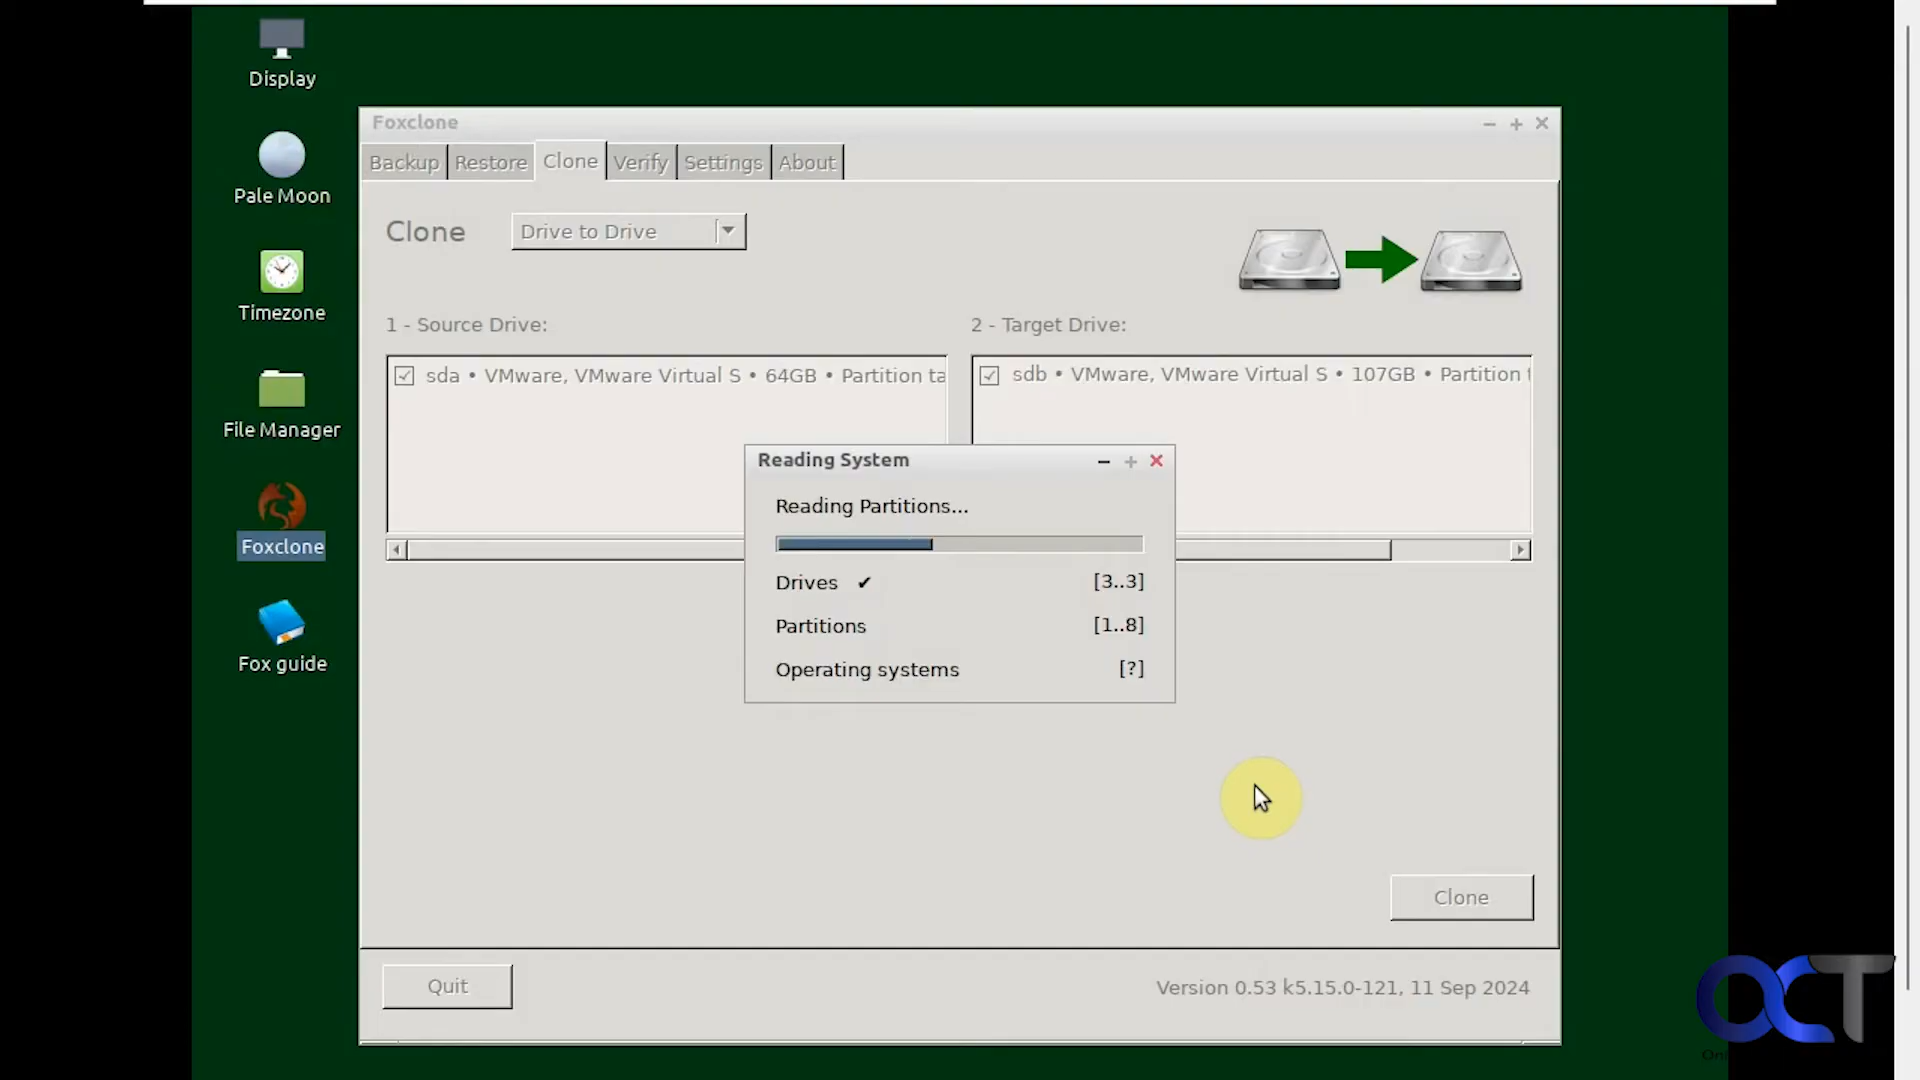 Display
Pale Moon
Timezone
File Manager
Foxclone
Fox guide
Foxclone
Backup Restore Clone Verify Settings About
Clone Drive to Drive
1 - Source Drive: 2 - Target Drive:
sda • VMware, VMware Virtual S • 64GB • Partition ta
sdb • VMware, VMware Virtual S • 107GB • Partition
Reading System
Reading Partitions...
Drives ✔ [3..3]
Partitions [1..8]
Operating systems [?]
Clone
Quit
Version 0.53 k5.15.0-121, 11 Sep 2024
OCT